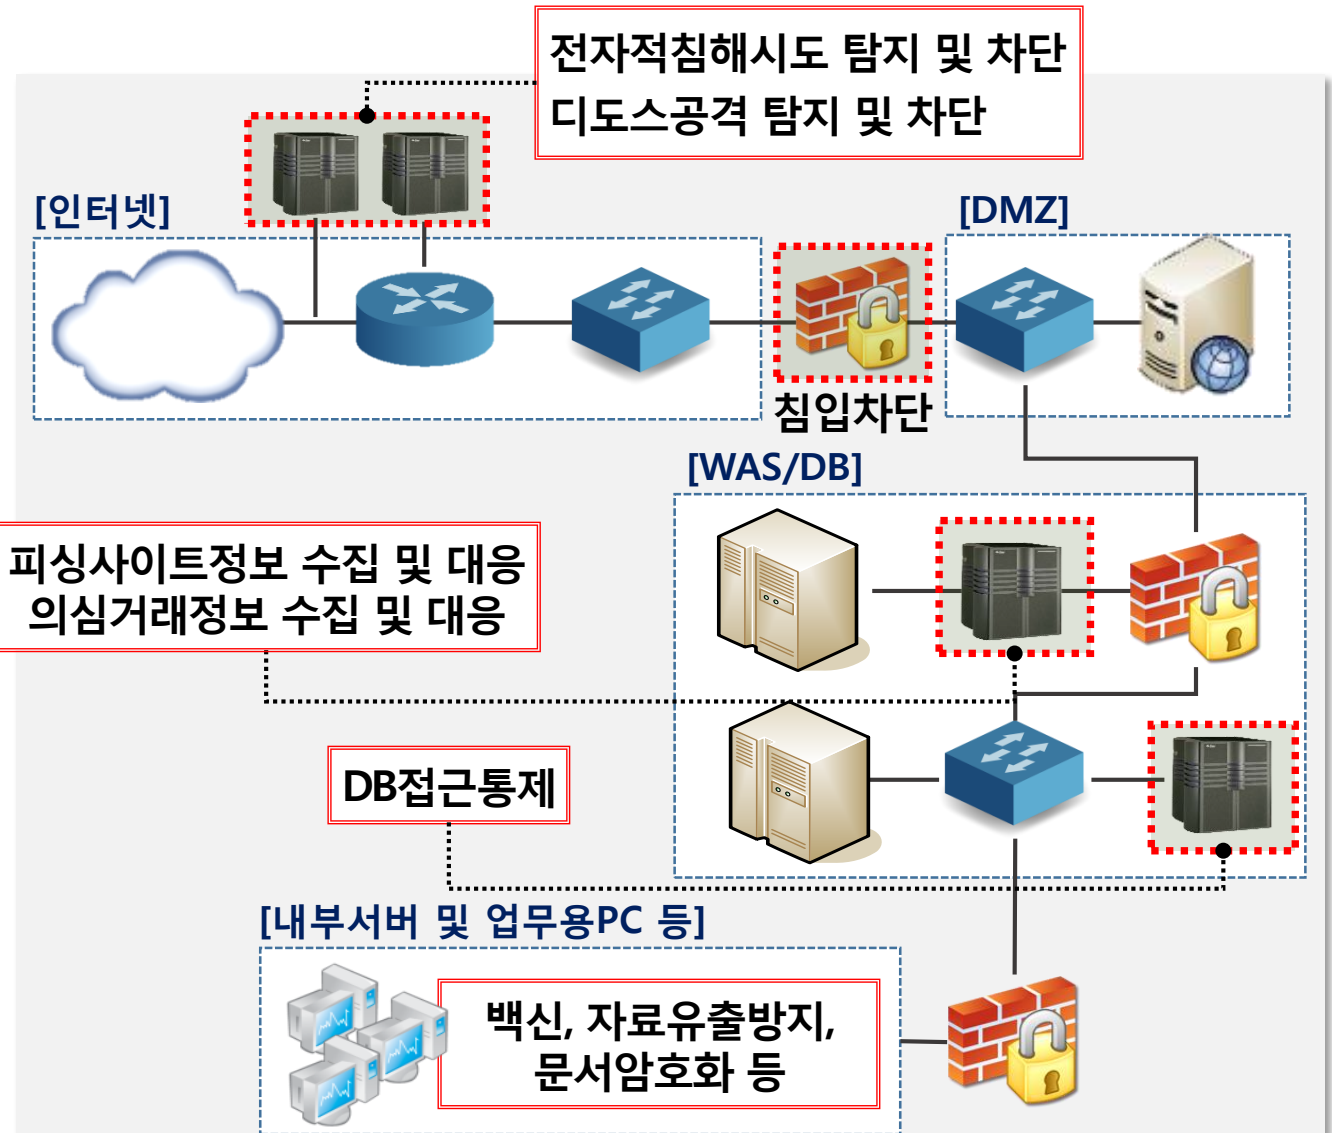 전자적침해시도 탐지 및 차단
디도스공격 탐지 및 차단
[인터넷]
[DMZ]
침입차단
[WAS/DB]
피싱사이트정보 수집 및 대응
의심거래정보 수집 및 대응
DB접근통제
[내부서버 및 업무용PC 등]
백신, 자료유출방지,
문서암호화 등